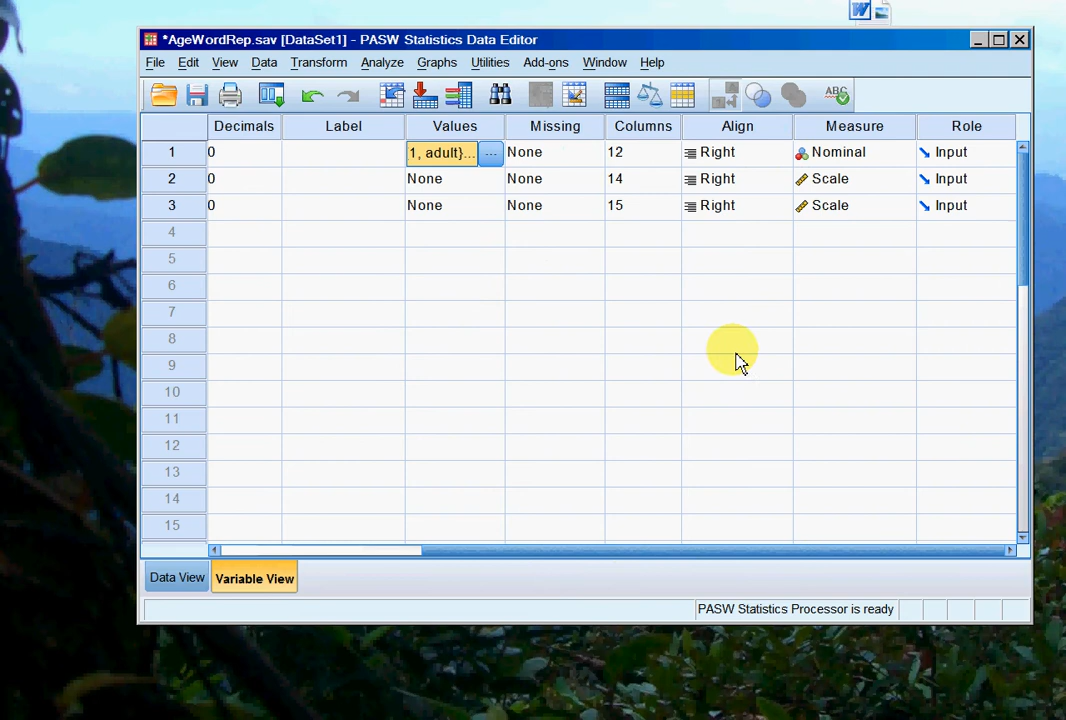 *AgeWordRep.sav [DataSet1] - PASW Statistics Data Editor
File Edit View Data Transform Analyze Graphs Utilities Add-ons Window Help
Decimals Label Values Missing Columns Align Measure Role
1 0 1, adult}... ... None 12 Right Nominal Input
2 0 None None 14 Right Scale Input
3 0 None None 15 Right Scale Input
4
5
6
7
8
9
10
11
12
13
14
15
Data View Variable View
PASW Statistics Processor is ready